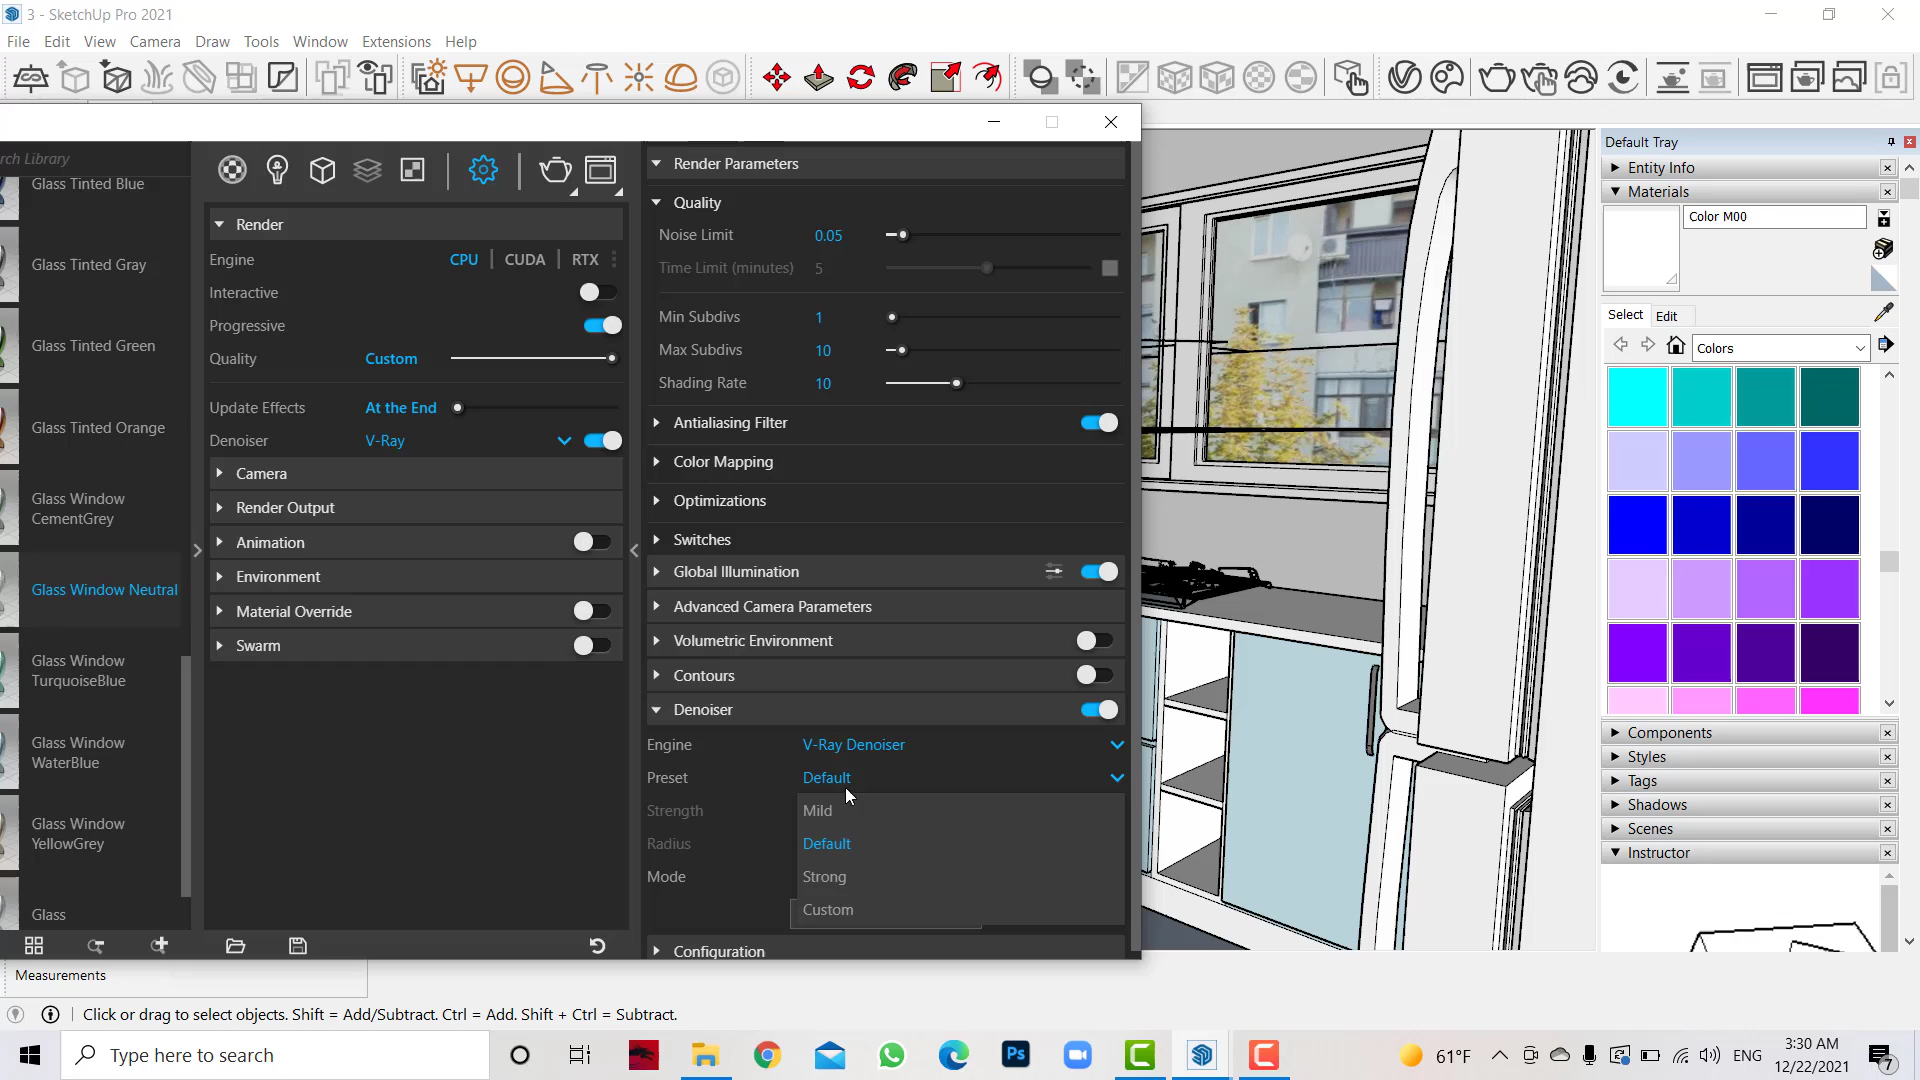 3 - SketchUp Pro 2021
File Edit View Camera Draw Tools Window Extensions Help
rch Library
Glass Tinted Blue
Glass Tinted Gray
Glass Tinted Green
Glass Tinted Orange
Glass Window
CementGrey
Glass Window Neutral
Glass Window
TurquoiseBlue
Glass Window
WaterBlue
Glass Window
YellowGrey
Glass
Render
Engine CPU CUDA RTX
Interactive
Progressive
Quality Custom
Update Effects At the End
Denoiser V-Ray
Camera
Render Output
Animation
Environment
Material Override
Swarm
Render Parameters
Quality
Noise Limit 0.05
Time Limit (minutes) 5
Min Subdivs 1
Max Subdivs 10
Shading Rate 10
Antialiasing Filter
Color Mapping
Optimizations
Switches
Global Illumination
Advanced Camera Parameters
Volumetric Environment
Contours
Denoiser
Engine V-Ray Denoiser
Preset Default
Strength Mild
Radius Default
Mode Strong
Custom
Configuration
Default Tray
Entity Info
Materials
Color M00
Select Edit
Colors
Components
Styles
Tags
Shadows
Scenes
Instructor
Measurements
Click or drag to select objects. Shift = Add/Subtract. Ctrl = Add. Shift + Ctrl = Subtract.
Type here to search
Ps
61°F
ENG
3:30 AM
12/22/2021
7